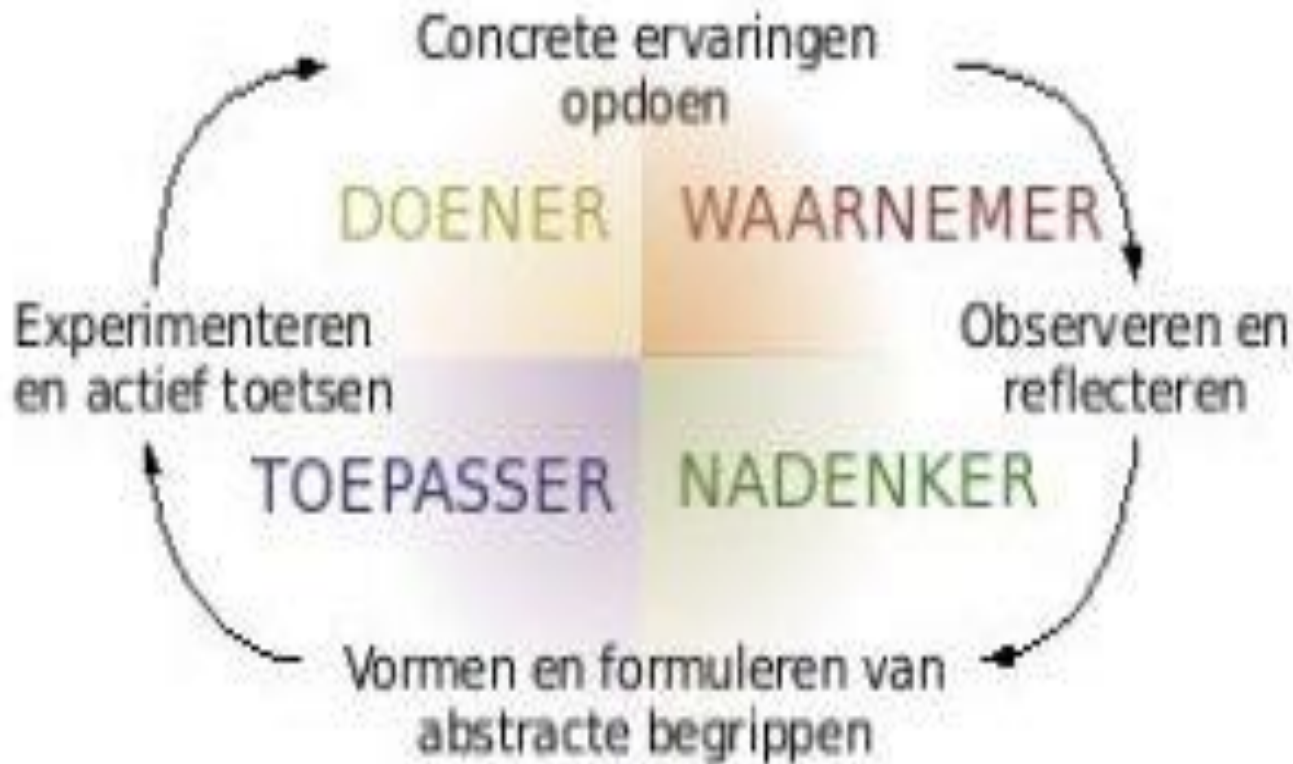 Concrete ervaringen
opdoen
DOENER
WAARNEMER
Experimenteren
en actief toetsen
Observeren en
reflecteren
TOEPASSER
NADENKER
Vormen en formuleren van
abstracte begrippen